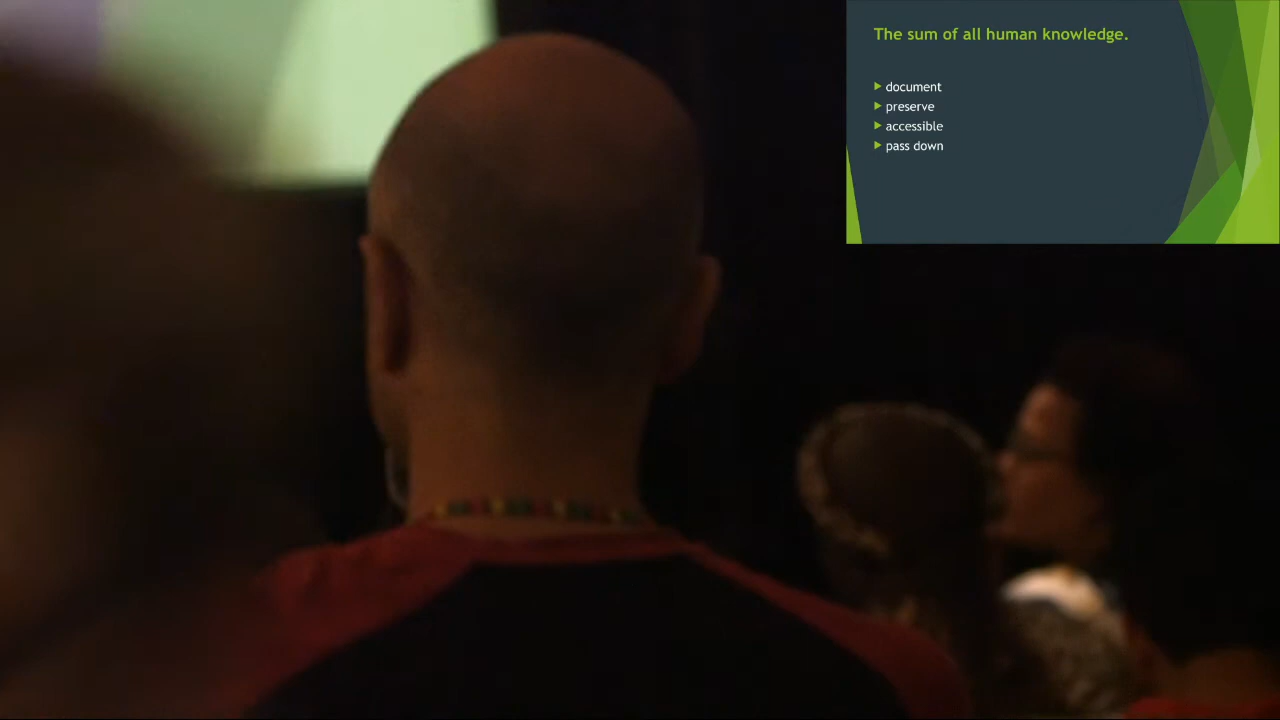 The sum of all human knowledge.
document
preserve
accessible
pass down